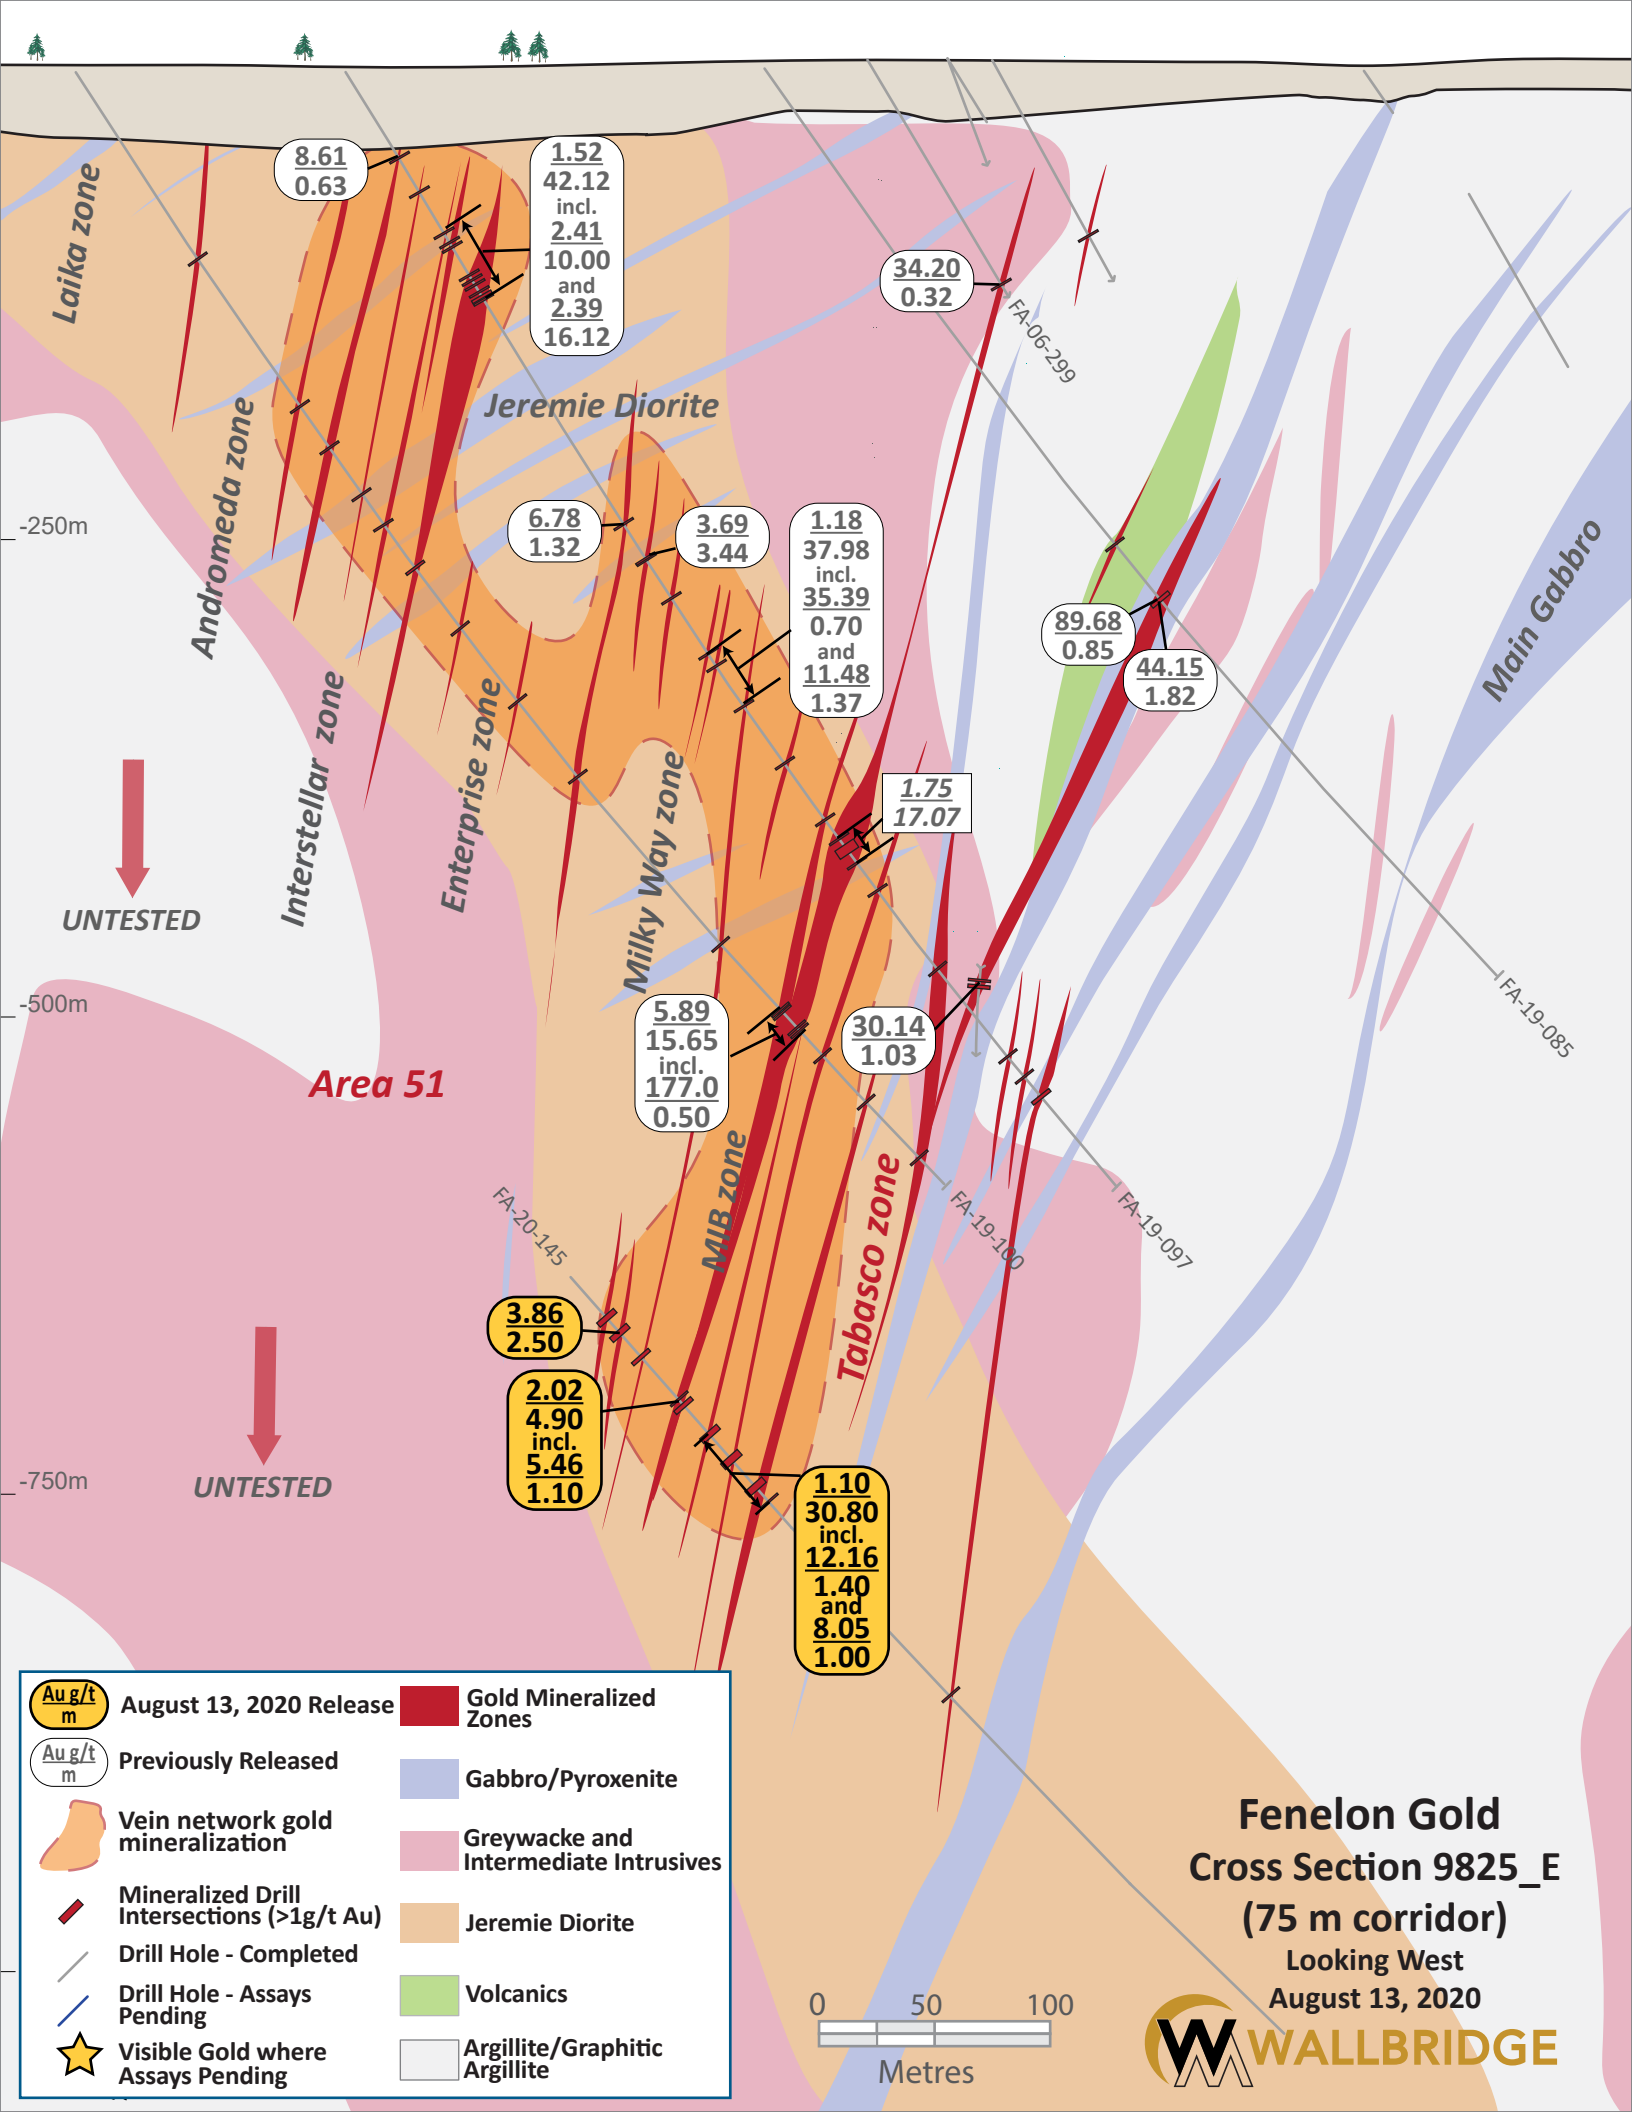 8.61
0.63
1.52
42.12
incl.
2.41
10.00
and
2.39
16.12
Laika zone
34.20
0.32
FA-06-299
Jeremie Diorite
Andromeda zone
-250m
6.78
1.32
3.69
3.44
1.18
37.98
incl.
35.39
0.70
and
11.48
1.37
89.68
0.85
44.15
1.82
Main Gabbro
Interstellar zone
Enterprise zone
Milky Way zone
1.75
17.07
UNTESTED
-500m
5.89
15.65
incl.
177.0
0.50
30.14
1.03
FA-19-085
Area 51
MIB zone
Tabasco zone
FA-20-145
FA-19-100
FA-19-097
3.86
2.50
2.02
4.90
incl.
5.46
1.10
-750m
UNTESTED
1.10
30.80
incl.
12.16
1.40
and
8.05
1.00
Au g/t
m
August 13, 2020 Release
Au g/t
m
Previously Released
Vein network gold
mineralization
Mineralized Drill
Intersections (>1g/t Au)
Drill Hole - Completed
Drill Hole - Assays
Pending
Visible Gold where
Assays Pending
Gold Mineralized
Zones
Gabbro/Pyroxenite
Greywacke and
Intermediate Intrusives
Jeremie Diorite
Volcanics
Argillite/Graphitic
Argillite
0 50 100
Metres
Fenelon Gold
Cross Section 9825_E
(75 m corridor)
Looking West
August 13, 2020
WALLBRIDGE